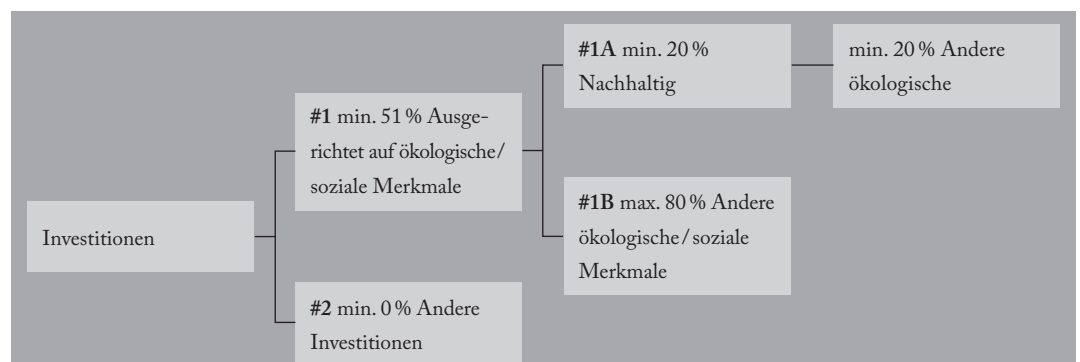 Investitionen
#1 min. 51 % Ausge-
richtet auf ökologische/
soziale Merkmale
#2 min. 0 % Andere
Investitionen
#1A min. 20 %
Nachhaltig
#1B max. 80 % Andere
ökologische/soziale
Merkmale
min. 20 % Andere
ökologische